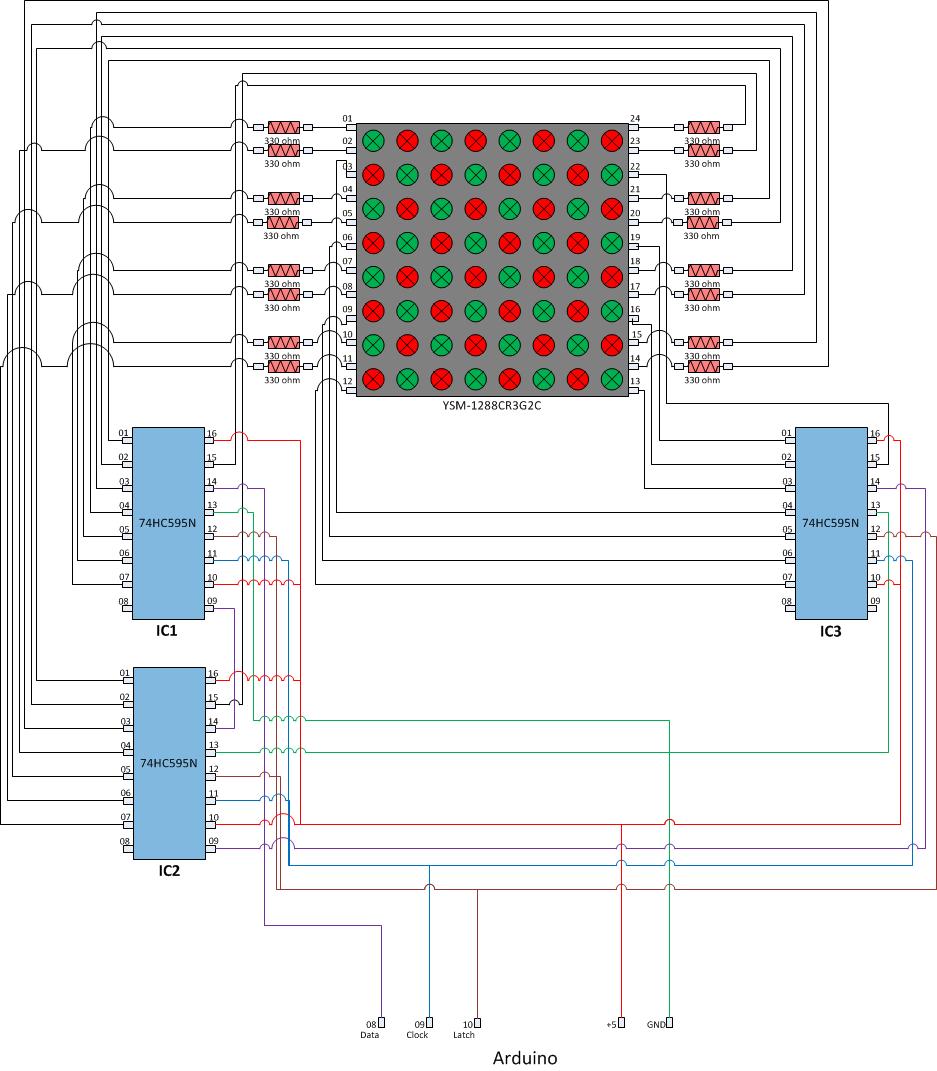 01 24
330 ohm 330 ohm
02 23
330 ohm 330 ohm
03 22
04 21
330 ohm 330 ohm
05 20
330 ohm 330 ohm
06 19
07 18
330 ohm 330 ohm
08 17
330 ohm 330 ohm
09 16
10 15
330 ohm 330 ohm
11 14
330 ohm 330 ohm
12 13
YSM-1288CR3G2C
01 16
02 15
03 14
04 13
74HC595N
05 12
06 11
07 10
08 09
IC1
01 16
02 15
03 14
04 13
74HC595N
05 12
06 11
07 10
08 09
IC3
01 16
02 15
03 14
04 13
74HC595N
05 12
06 11
07 10
08 09
IC2
08 09 10 +5 GND
Data Clock Latch
Arduino